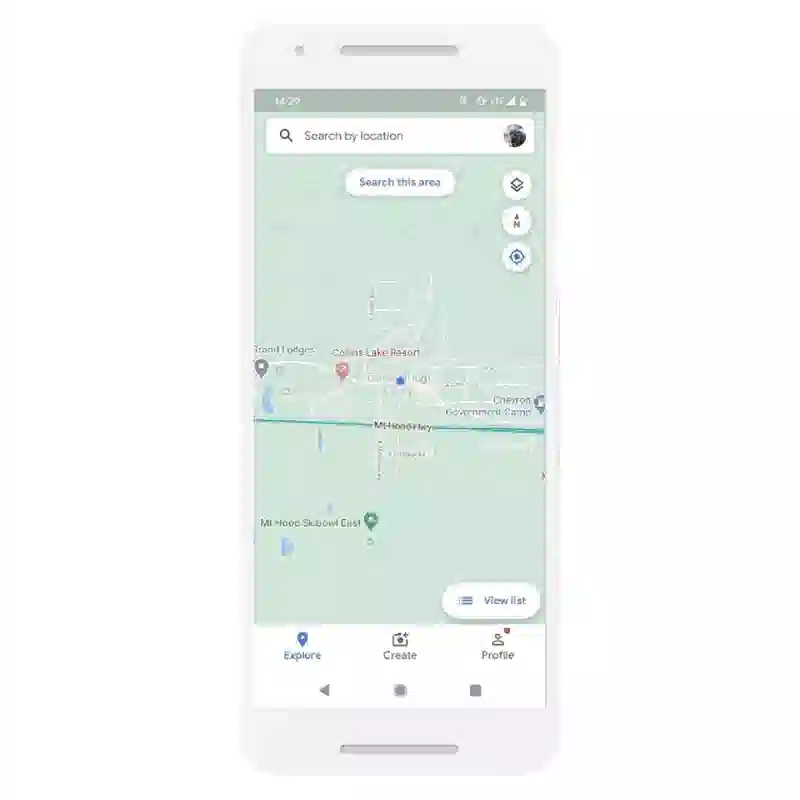 14:29
LTE
Search by location
Search this area
N
Grand Lodges
Collins Lake Resort
Chevron
Government Camp
Mt Hood Hwy
Mt Hood Skibowl East
View list
Explore
Create
Profile